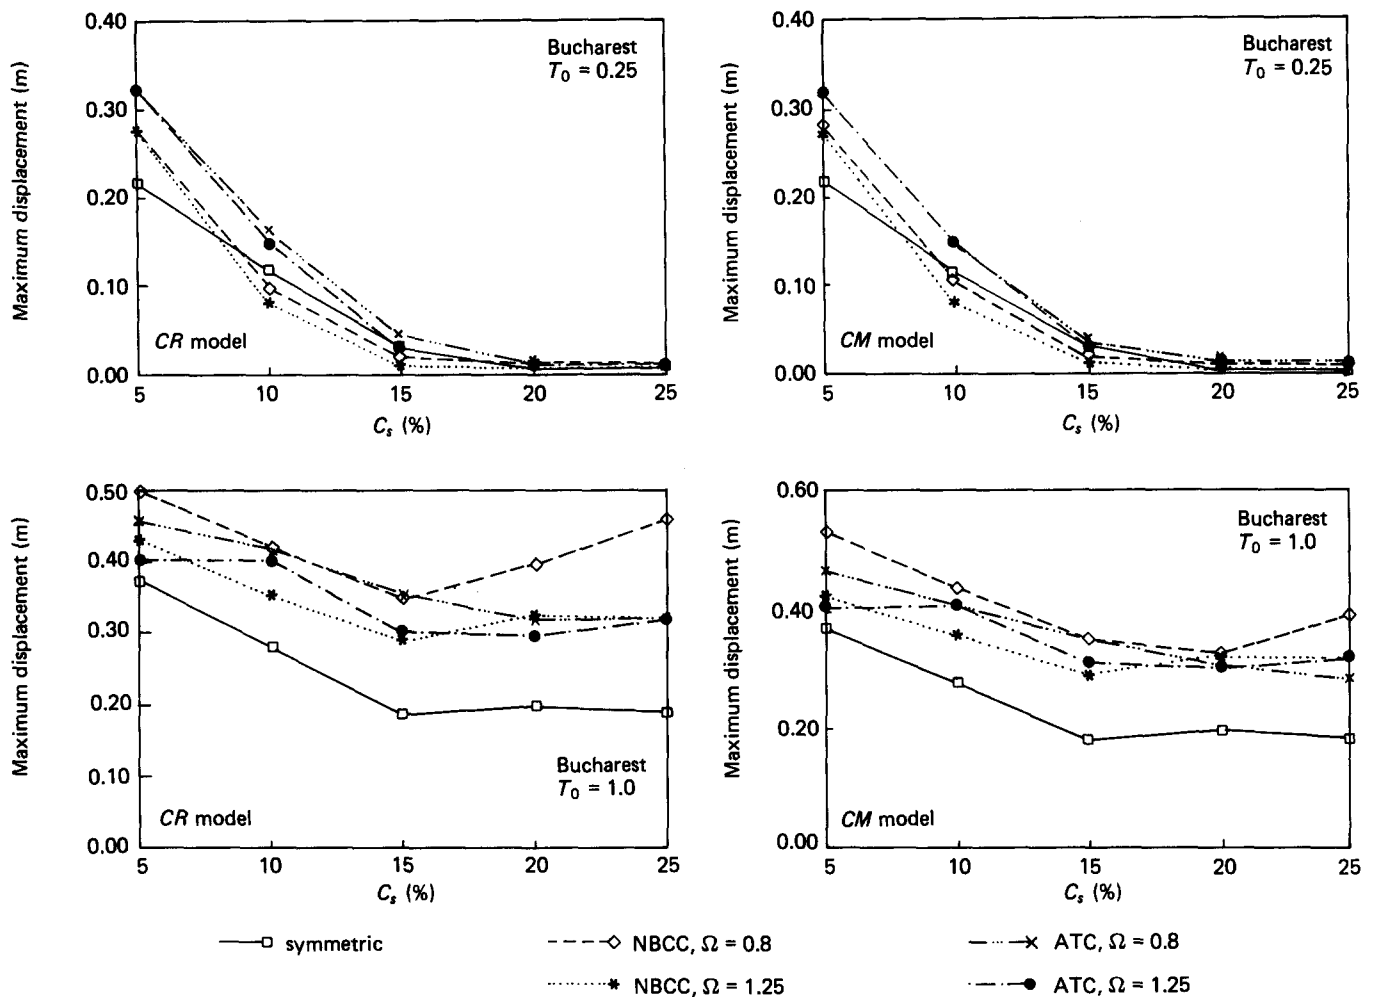 Maximum displacement (m)
0.40
0.30
0.20
0.10
0.00
Bucharest
T₀ = 0.25
CR model
5 10 15 20 25
Cₛ (%)
Maximum displacement (m)
0.40
0.30
0.20
0.10
0.00
Bucharest
T₀ = 0.25
CM model
5 10 15 20 25
Cₛ (%)
Maximum displacement (m)
0.50
0.40
0.30
0.20
0.10
0.00
Bucharest
T₀ = 1.0
CR model
5 10 15 20 25
Cₛ (%)
Maximum displacement (m)
0.60
0.40
0.20
0.00
Bucharest
T₀ = 1.0
CM model
5 10 15 20 25
Cₛ (%)
symmetric
NBCC, Ω = 0.8
ATC, Ω = 0.8
NBCC, Ω = 1.25
ATC, Ω = 1.25